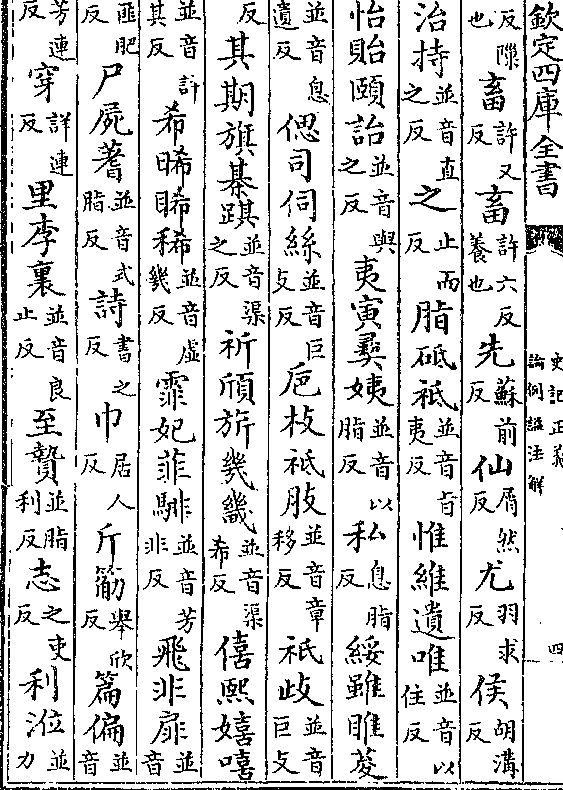 欽定四庫全書 史記正義論例諡法解 四
反隟也畜許又反畜許六反養也先蘇前反仙屑然反尤羽求反侯胡溝反
治持並音直之反之止而反脂砥祗並音旨夷反惟維遺唯並音以住反
怡貽頤詒並音與之反夷寅彞姨並音以脂反私息脂反綏雖睢荾
並音息遺反偲司伺絲並音巨支反巵枝祇肢並音章移反祇歧並音巨支反
反其期旗綦踑並音渠之反祈頎旂幾畿並音渠希反僖熙嬉嘻
並音許其反希晞睎稀並音虛幾反霏妃菲騑並音芳非反飛非扉並音
匪肥反尸屍蓍並音式脂反詩書之反巾居人反斤筋舉欣反篇偏並音
芳連反穿詳連反里李裏並音良止反至贄並脂利反志之吏反利涖並力